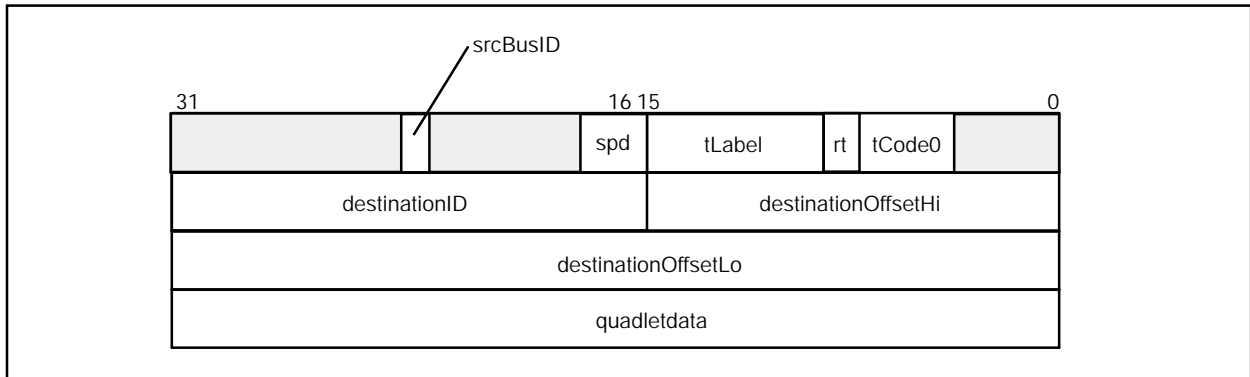 srcBusID
31 16 15 0
spd tLabel rt tCode0
destinationID destinationOffsetHi
destinationOffsetLo
quadletdata